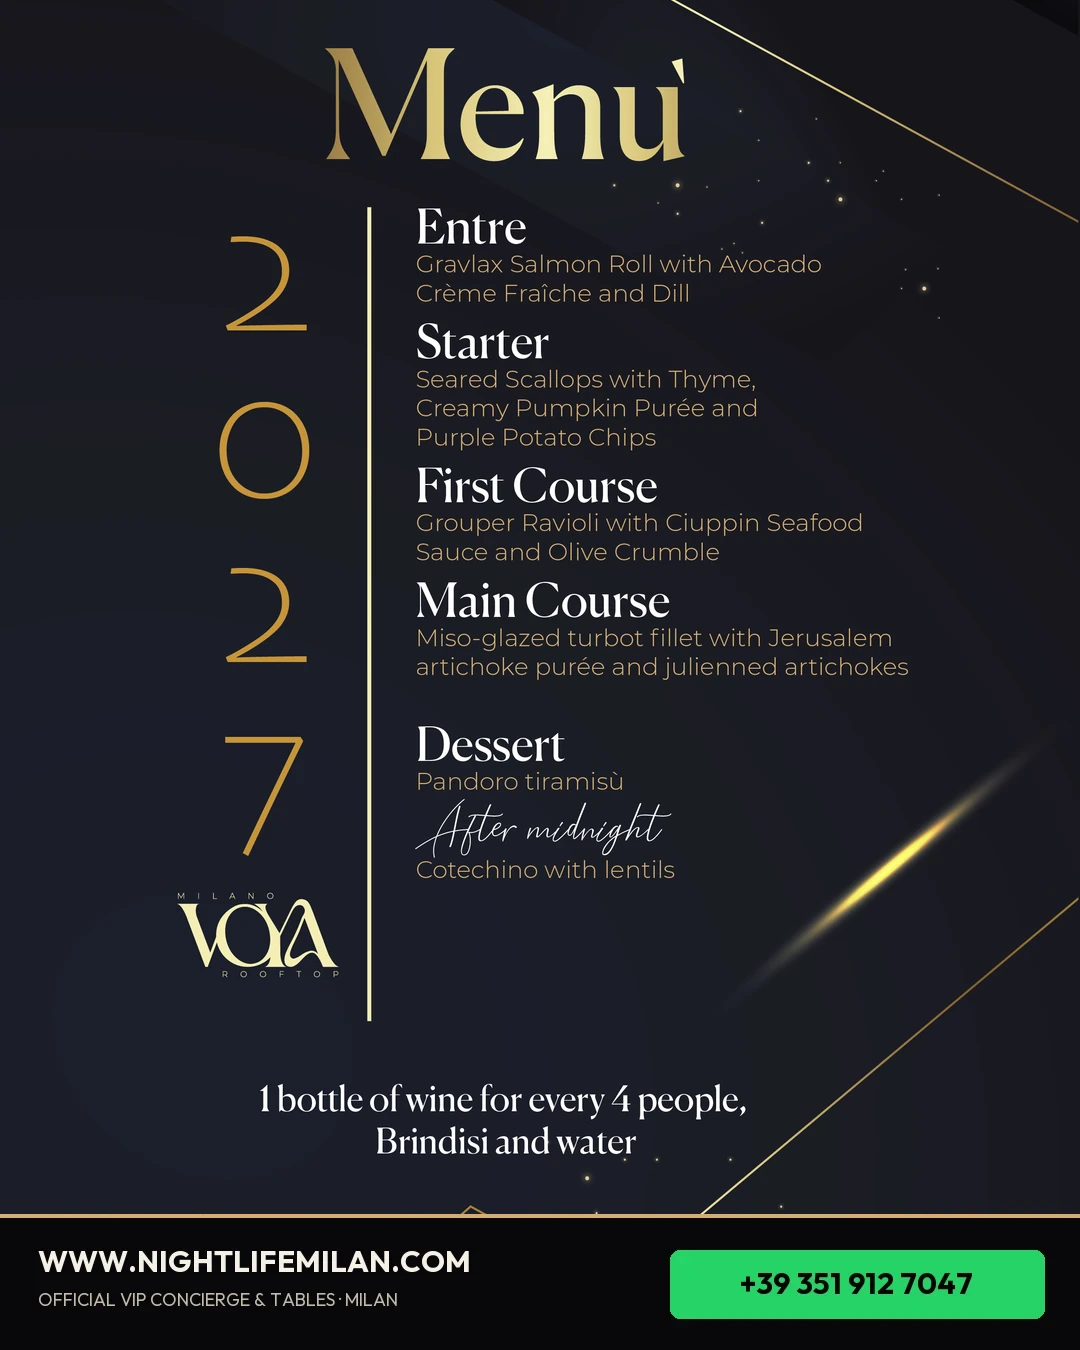 Menù
2
0
2
7
MILANO
VOYA
ROOFTOP
Entre
Gravlax Salmon Roll with Avocado
Crème Fraîche and Dill
Starter
Seared Scallops with Thyme,
Creamy Pumpkin Purée and
Purple Potato Chips
First Course
Grouper Ravioli with Ciuppin Seafood
Sauce and Olive Crumble
Main Course
Miso-glazed turbot fillet with Jerusalem
artichoke purée and julienned artichokes
Dessert
Pandoro tiramisù
After midnight
Cotechino with lentils
1 bottle of wine for every 4 people,
Brindisi and water
WWW.NIGHTLIFEMILAN.COM
OFFICIAL VIP CONCIERGE & TABLES · MILAN
+39 351 912 7047